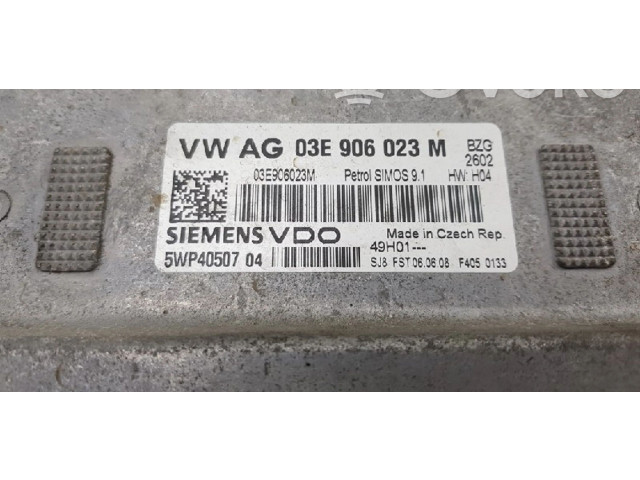 VW AG 03E 906 023 M BZG
2602
03E906023M Petrol SIMOS 9.1 HW: H04
SIEMENS VDO Made in Czech Rep.
49H01---
5WP40507 04 SJ8 FST 06.06.08 F405 0133